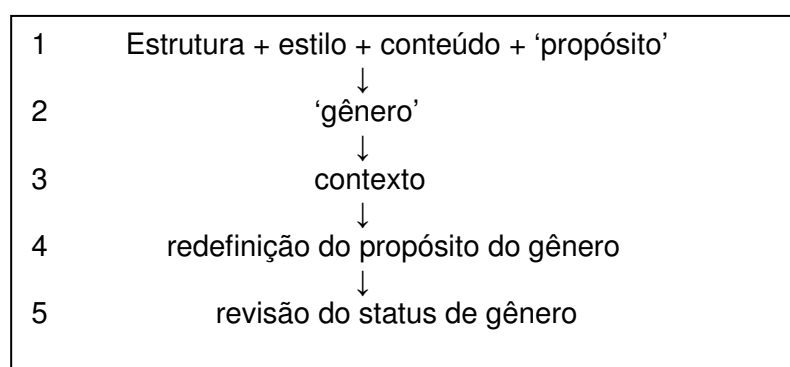 1 Estrutura + estilo + conteúdo + ‘propósito’
↓
2 ‘gênero’
↓
3 contexto
↓
4 redefinição do propósito do gênero
↓
5 revisão do status de gênero